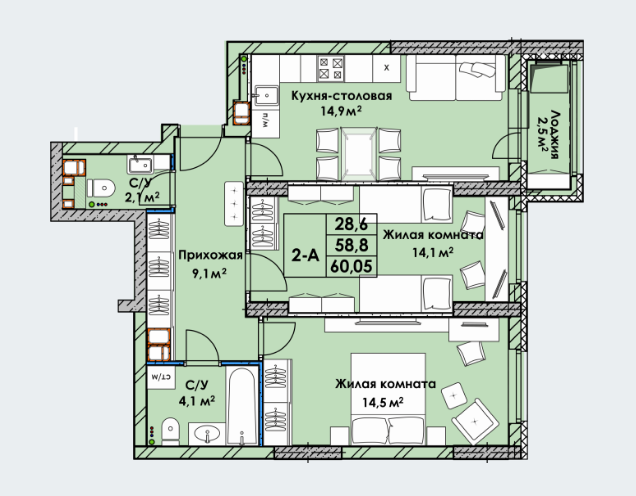 Кухня-столовая
14,9 м²
х
п/м
Лоджия
2,5 м²
С/У
2,1 м²
28,6
2-А
58,8
60,05
Жилая комната
14,1 м²
Прихожая
9,1 м²
ст/м
С/У
4,1 м²
Жилая комната
14,5 м²